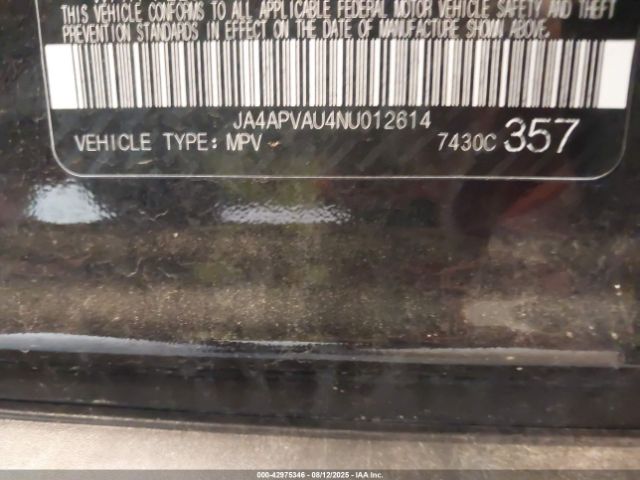 THIS VEHICLE CONFORMS TO ALL APPLICABLE FEDERAL MOTOR VEHICLE SAFETY AND THEFT
PREVENTION STANDARDS IN EFFECT ON THE DATE OF MANUFACTURE SHOWN ABOVE.
JA4APVAU4NU012614
VEHICLE TYPE: MPV 7430C 357
000-42975346 - 08/12/2025 - IAA Inc.